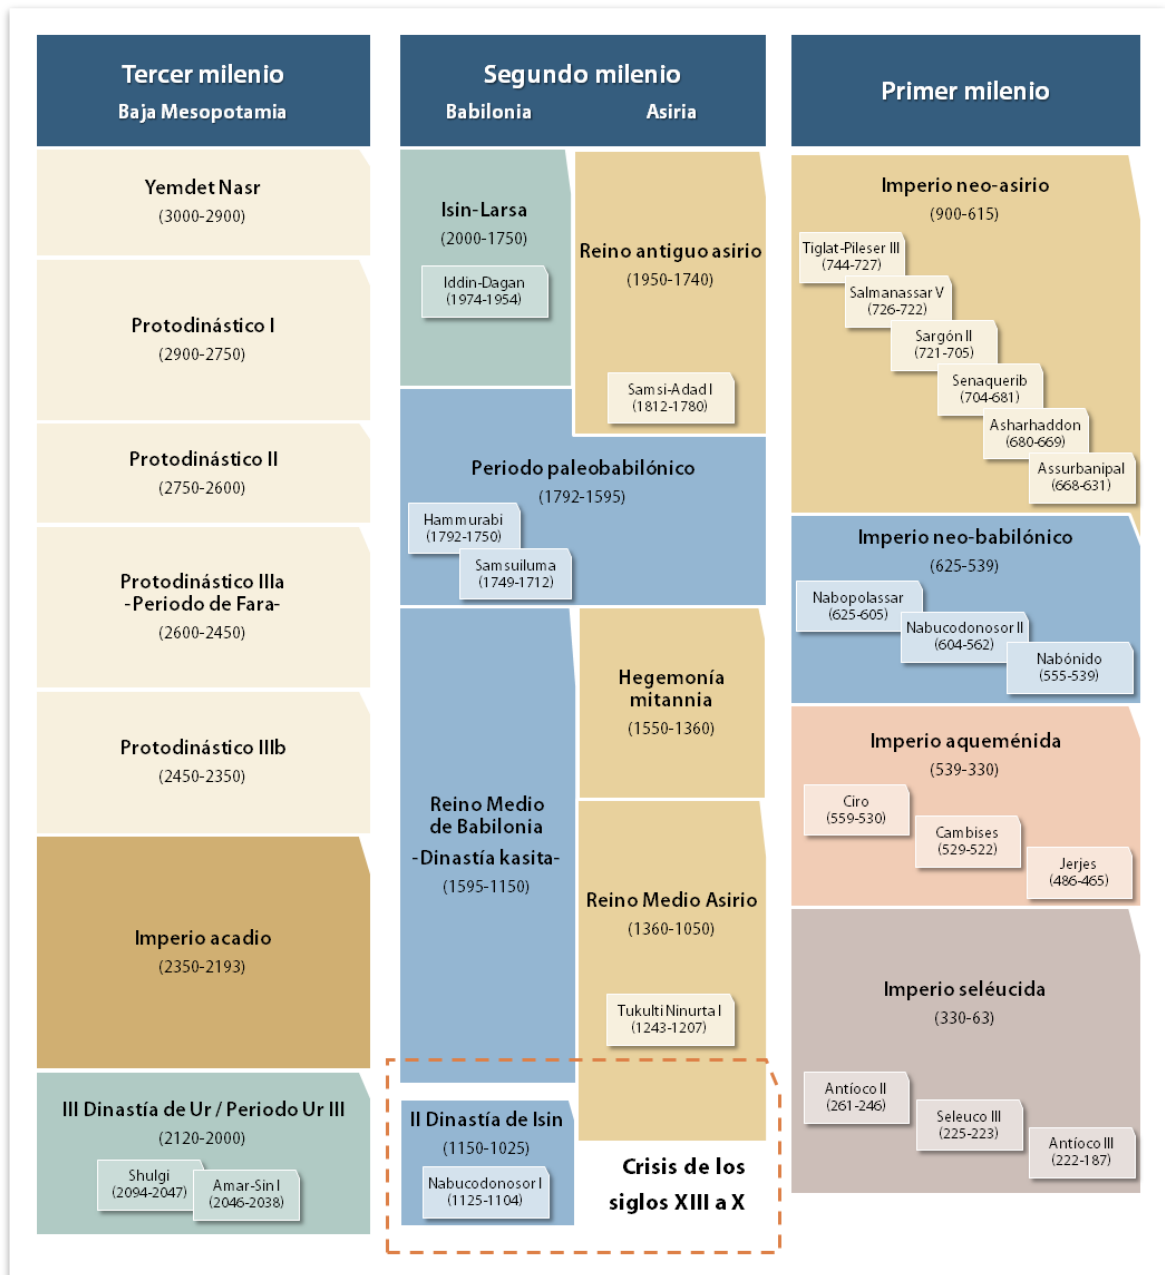 Tercer milenio
Baja Mesopotamia
Yemdet Nasr
(3000-2900)
Protodinástico I
(2900-2750)
Protodinástico II
(2750-2600)
Protodinástico IIIa
-Periodo de Fara-
(2600-2450)
Protodinástico IIIb
(2450-2350)
Imperio acadio
(2350-2193)
III Dinastía de Ur / Periodo Ur III
(2120-2000)
Shulgi
(2094-2047)
Amar-Sin I
(2046-2038)
Segundo milenio
Babilonia
Asiria
Isin-Larsa
(2000-1750)
Iddin-Dagan
(1974-1954)
Reino antiguo asirio
(1950-1740)
Samsi-Adad I
(1812-1780)
Periodo paleobabilónico
(1792-1595)
Hammurabi
(1792-1750)
Samsuiluma
(1749-1712)
Reino Medio
de Babilonia
-Dinastía kasita-
(1595-1150)
Hegemonía
mitannia
(1550-1360)
Reino Medio Asirio
(1360-1050)
Tukulti Ninurta I
(1243-1207)
II Dinastía de Isin
(1150-1025)
Nabucodonosor I
(1125-1104)
Crisis de los
siglos XIII a X
Primer milenio
Imperio neo-asirio
(900-615)
Tiglat-Pileser III
(744-727)
Salmanassar V
(726-722)
Sargón II
(721-705)
Senaquerib
(704-681)
Asharhaddon
(680-669)
Assurbanipal
(668-631)
Imperio neo-babilónico
(625-539)
Nabopolassar
(625-605)
Nabucodonosor II
(604-562)
Nabónido
(555-539)
Imperio aqueménida
(539-330)
Ciro
(559-530)
Cambises
(529-522)
Jerjes
(486-465)
Imperio seléucida
(330-63)
Antíoco II
(261-246)
Seleuco III
(225-223)
Antíoco III
(222-187)